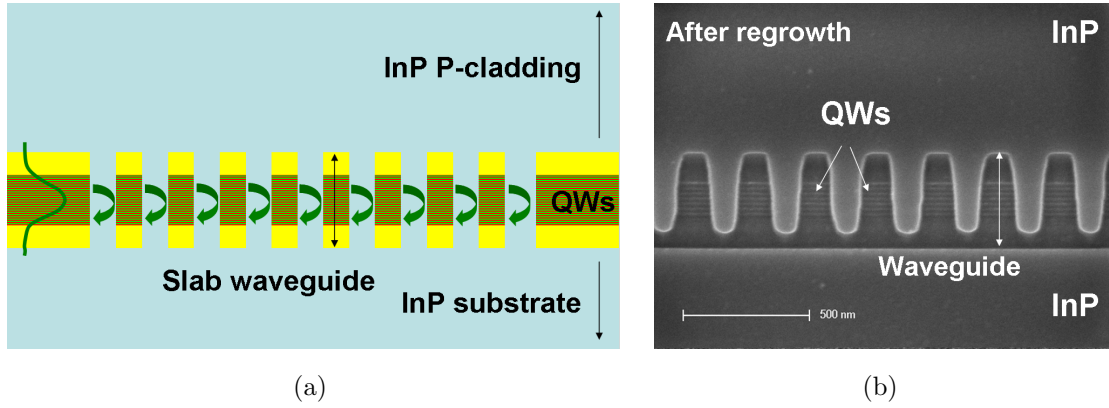 InP P-cladding
QWs
Slab waveguide
InP substrate
(a)
After regrowth
InP
QWs
Waveguide
500 nm
InP
(b)